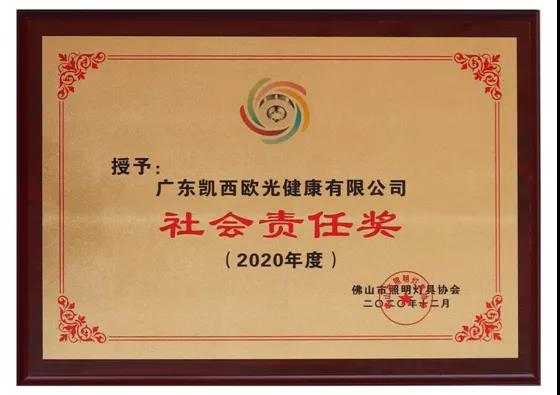 授予：
广东凯西欧光健康有限公司
社会责任奖
（2020年度）
佛山市照明灯具协会
二〇二〇年十二月